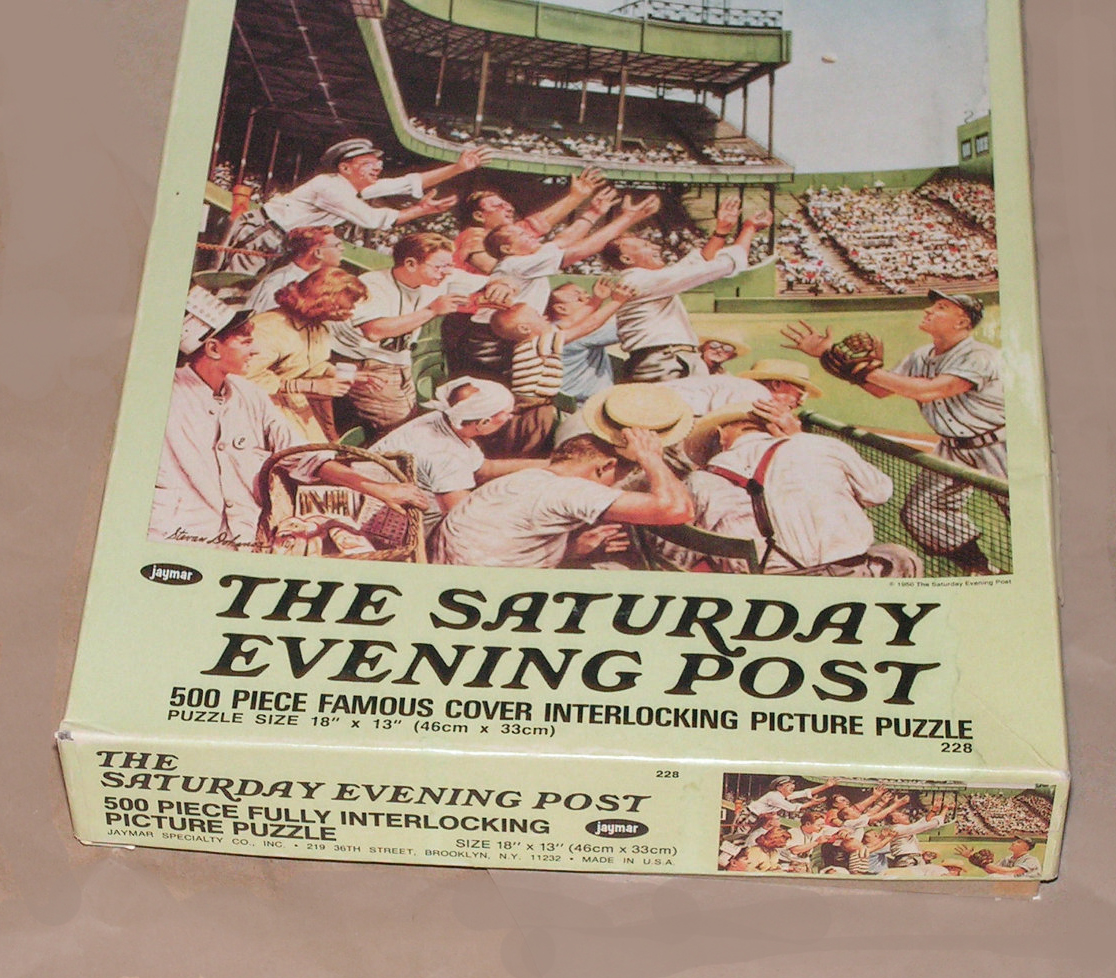 Stevan Dohanos
© 1950 The Saturday Evening Post
jaymar
THE SATURDAY
EVENING POST
500 PIECE FAMOUS COVER INTERLOCKING PICTURE PUZZLE
PUZZLE SIZE 18" x 13" (46cm x 33cm)
228
THE
SATURDAY EVENING POST
228
500 PIECE FULLY INTERLOCKING
PICTURE PUZZLE
jaymar
SIZE 18" x 13" (46cm x 33cm)
JAYMAR SPECIALTY CO., INC. • 219 36TH STREET, BROOKLYN, N.Y. 11232 • MADE IN U.S.A.